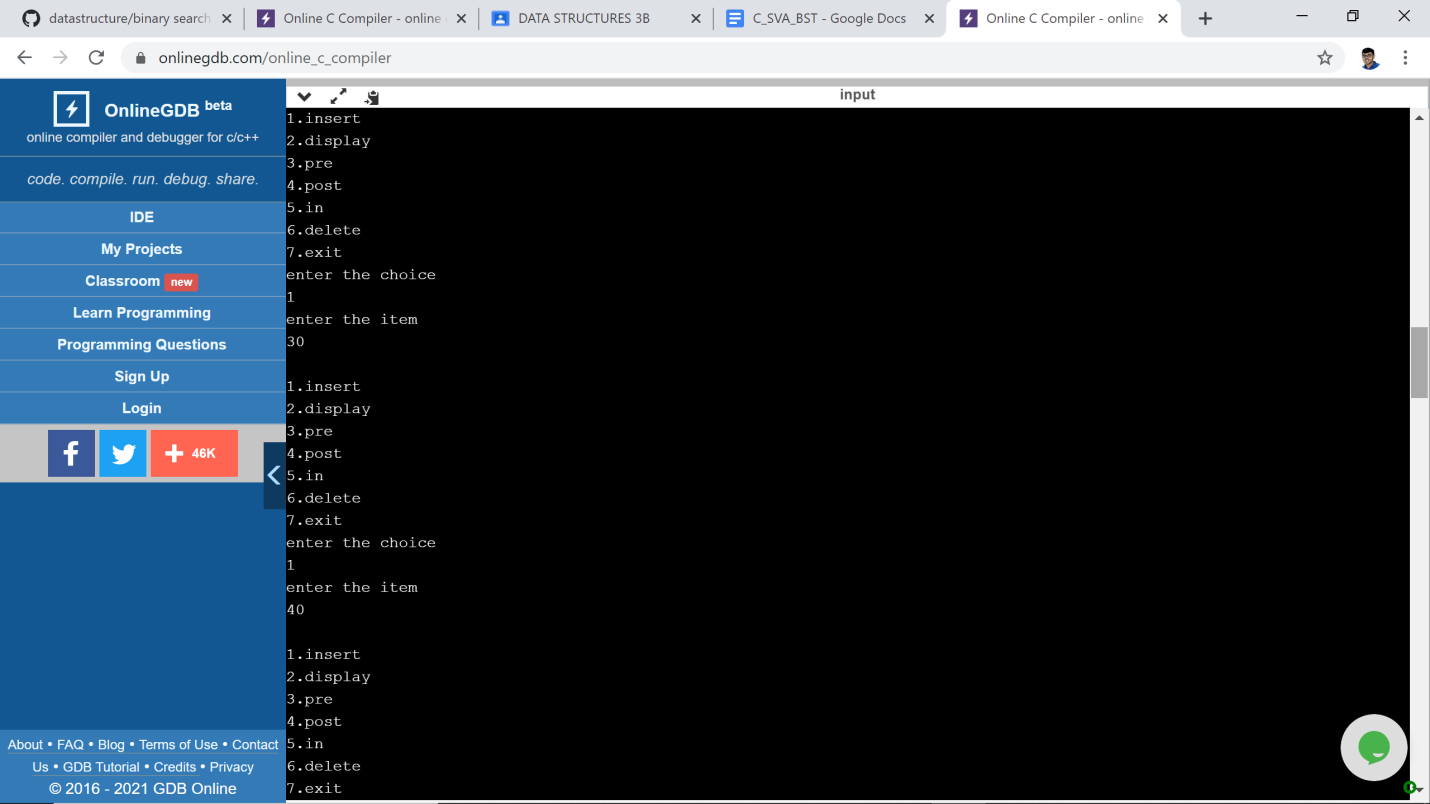 datastructure/binary search
Online C Compiler - online
DATA STRUCTURES 3B
C_SVA_BST - Google Docs
Online C Compiler - online
onlinegdb.com/online_c_compiler
OnlineGDB beta
online compiler and debugger for c/c++
code. compile. run. debug. share.
IDE
My Projects
Classroom new
Learn Programming
Programming Questions
Sign Up
Login
f
46K
About • FAQ • Blog • Terms of Use • Contact
Us • GDB Tutorial • Credits • Privacy
© 2016 - 2021 GDB Online
input
1.insert
2.display
3.pre
4.post
5.in
6.delete
7.exit
enter the choice
1
enter the item
30
1.insert
2.display
3.pre
4.post
5.in
6.delete
7.exit
enter the choice
1
enter the item
40
1.insert
2.display
3.pre
4.post
5.in
6.delete
7.exit